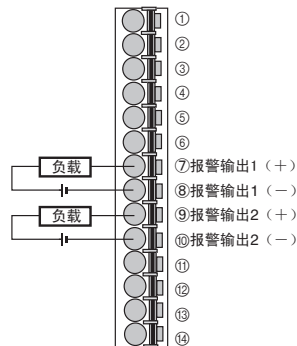 ①
②
③
④
⑤
⑥
负载 ⑦报警输出1（+）
⑧报警输出1（−）
负载 ⑨报警输出2（+）
⑩报警输出2（−）
⑪
⑫
⑬
⑭